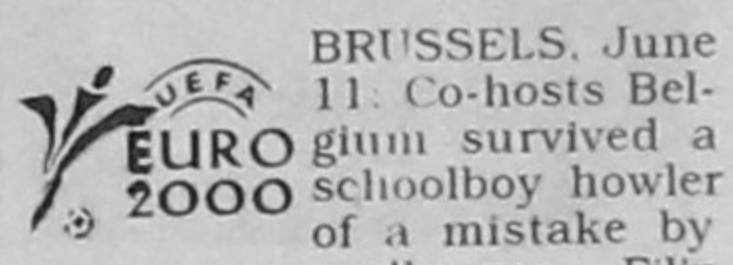 UEFA
EURO
2000
BRUSSELS, June
11: Co-hosts Bel-
gium survived a
schoolboy howler
of a mistake by